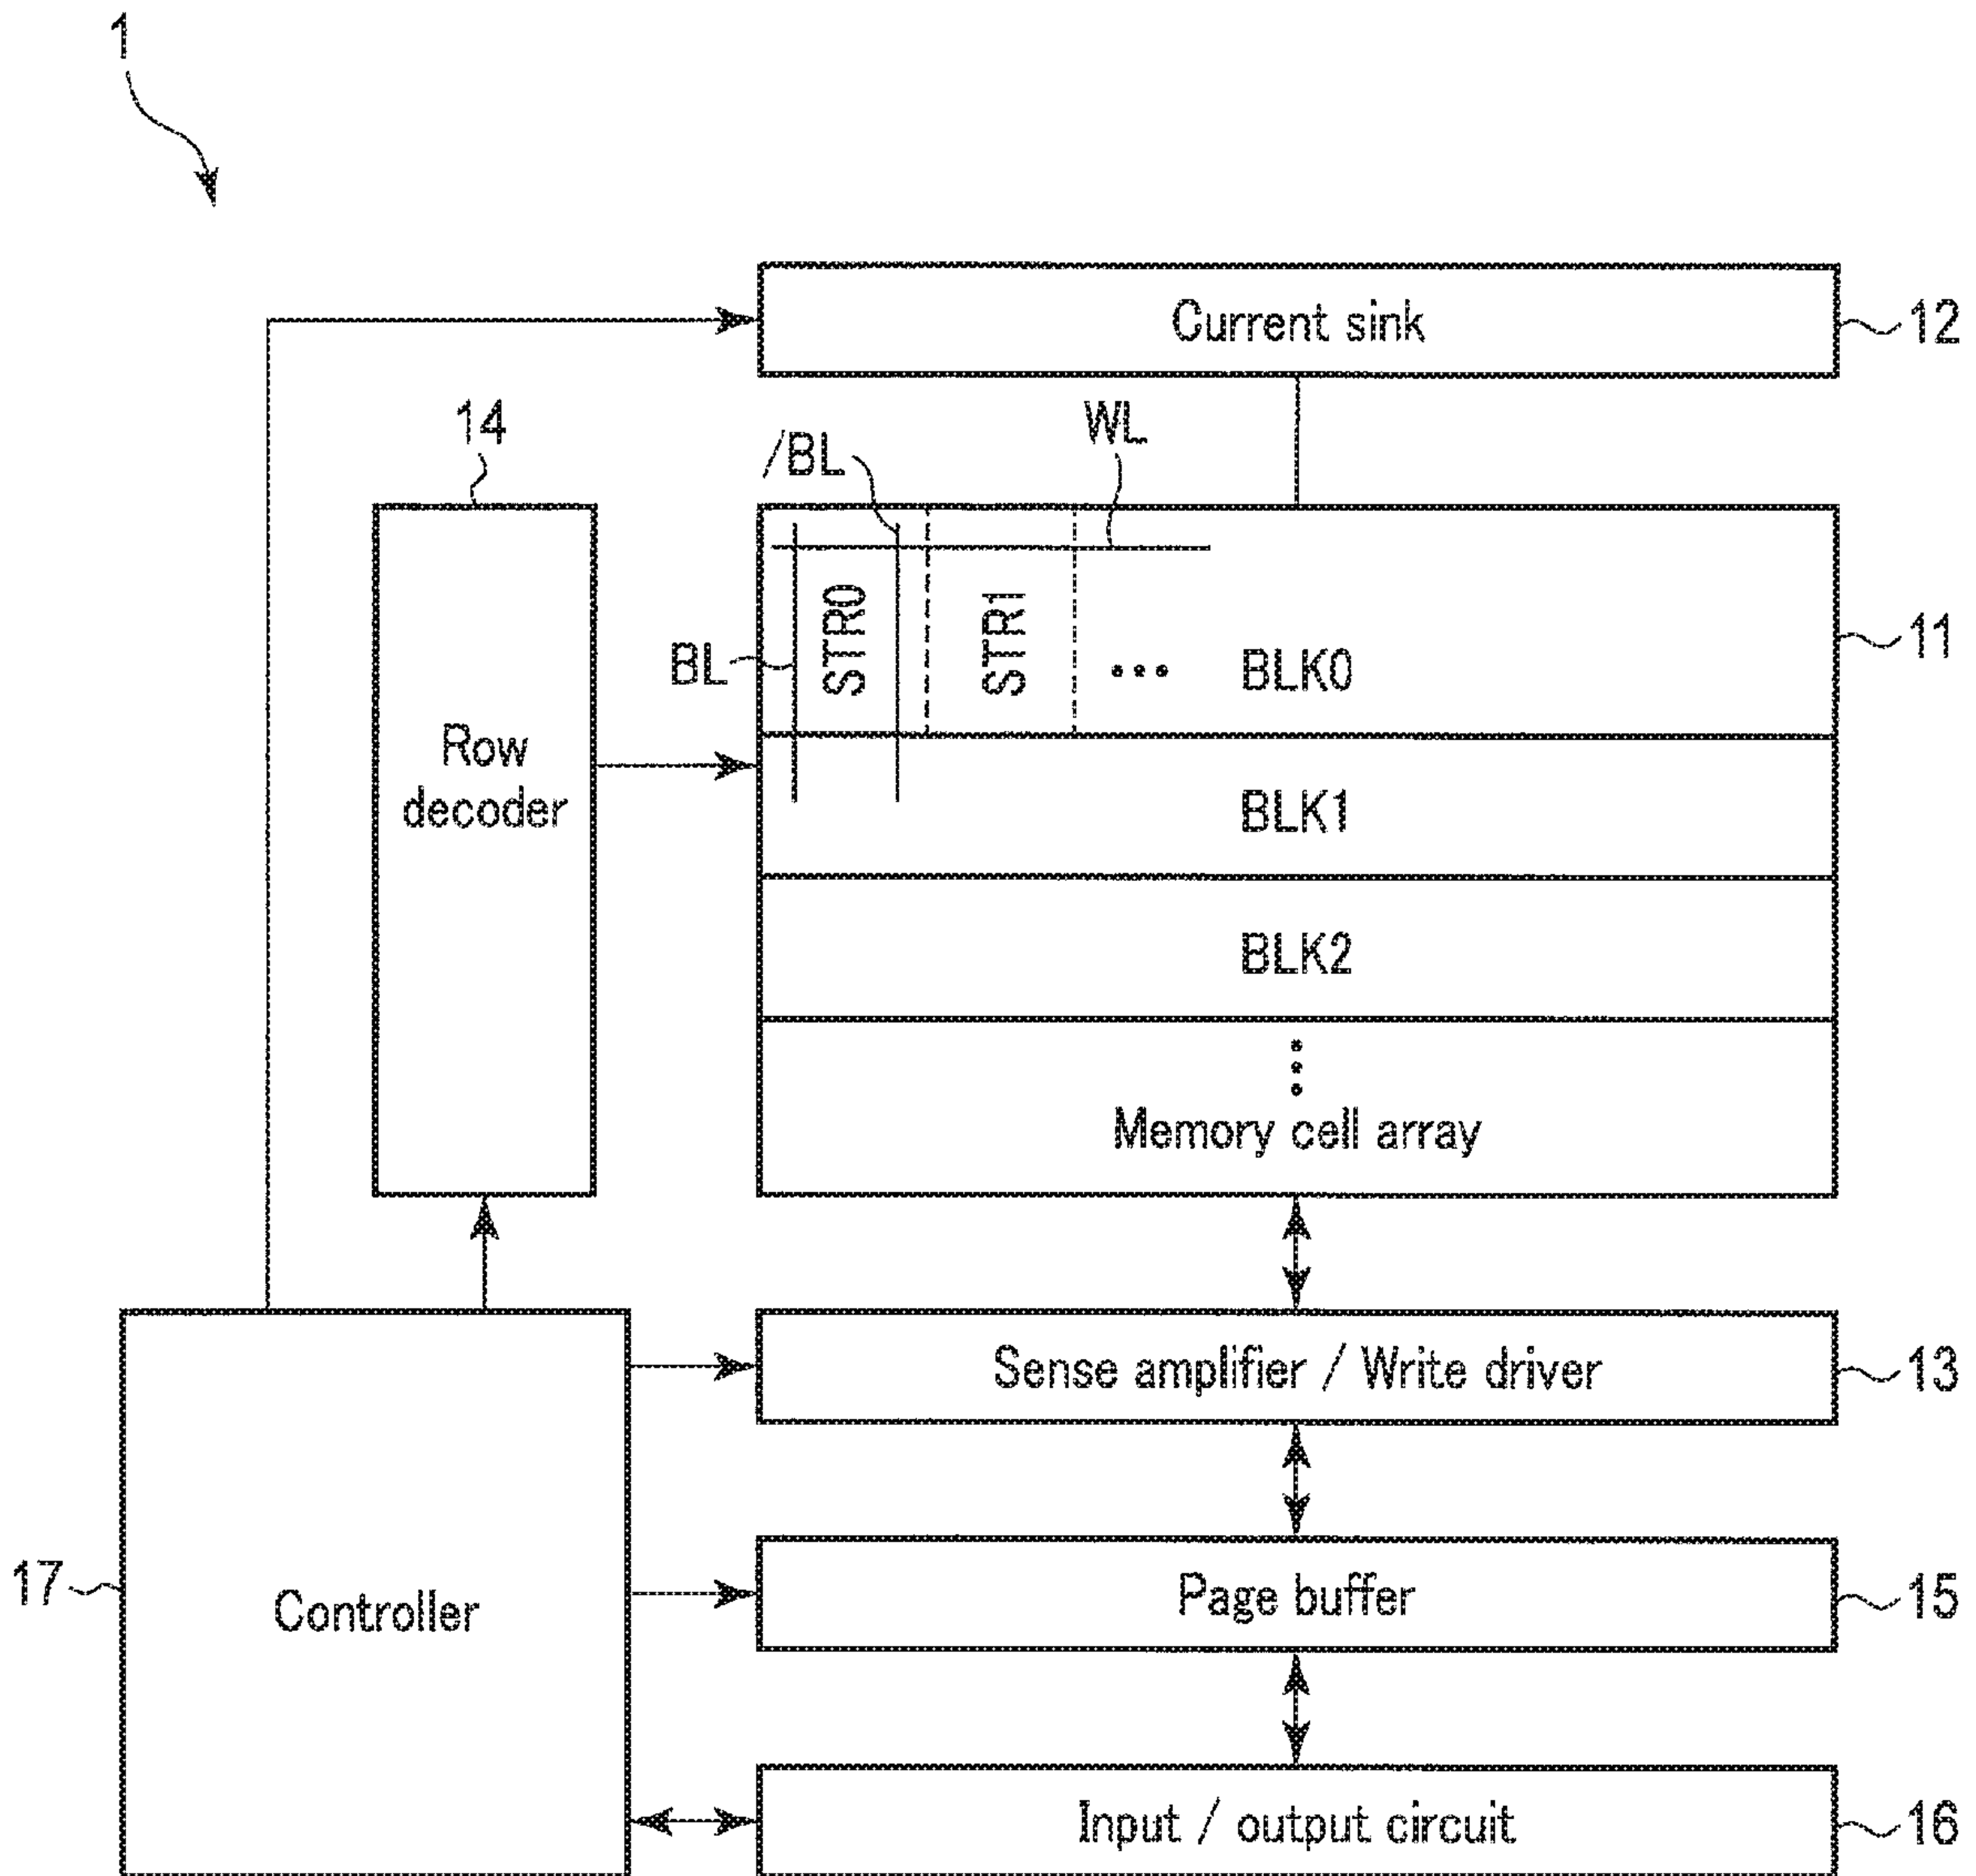 1
Current sink
12
14
/BL
WL
STR0
STR1
11
BL
BLK0
Row
decoder
BLK1
BLK2
Memory cell array
Sense amplifier / Write driver
13
17
Controller
Page buffer
15
Input / output circuit
16